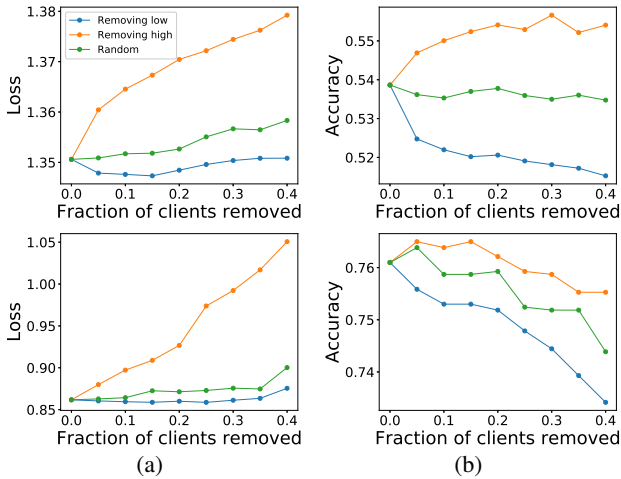 1.38
1.37
1.36
1.35
Loss
Removing low
Removing high
Random
0.0 0.1 0.2 0.3 0.4
Fraction of clients removed
0.55
0.54
0.53
0.52
Accuracy
0.0 0.1 0.2 0.3 0.4
Fraction of clients removed
1.05
1.00
0.95
0.90
0.85
Loss
0.0 0.1 0.2 0.3 0.4
Fraction of clients removed
0.76
0.75
0.74
Accuracy
0.0 0.1 0.2 0.3 0.4
Fraction of clients removed
(a)
(b)